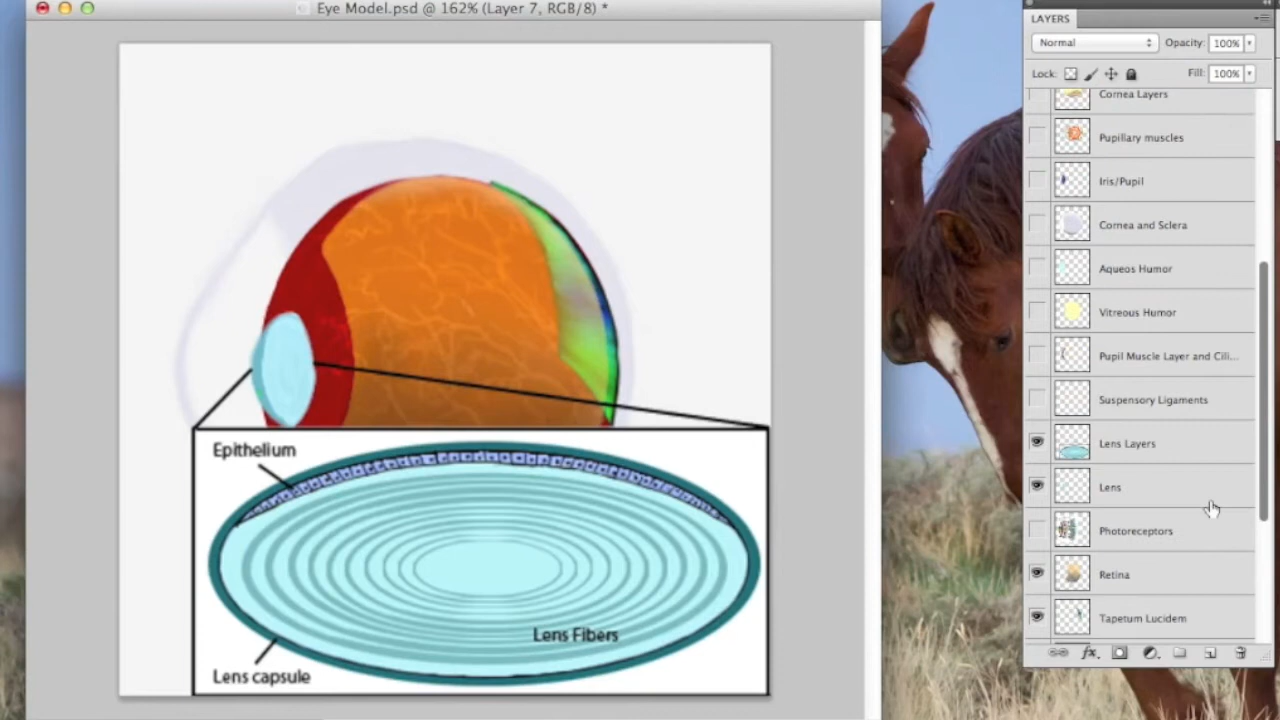 Eye Model.psd @ 162% (Layer 7, RGB/8) *
Epithelium
Lens Fibers
Lens capsule
LAYERS
Normal
Opacity: 100%
Lock:
Fill: 100%
Cornea Layers
Pupillary muscles
Iris/Pupil
Cornea and Sclera
Aqueos Humor
Vitreous Humor
Pupil Muscle Layer and Cili...
Suspensory Ligaments
Lens Layers
Lens
Photoreceptors
Retina
Tapetum Lucidem
fx